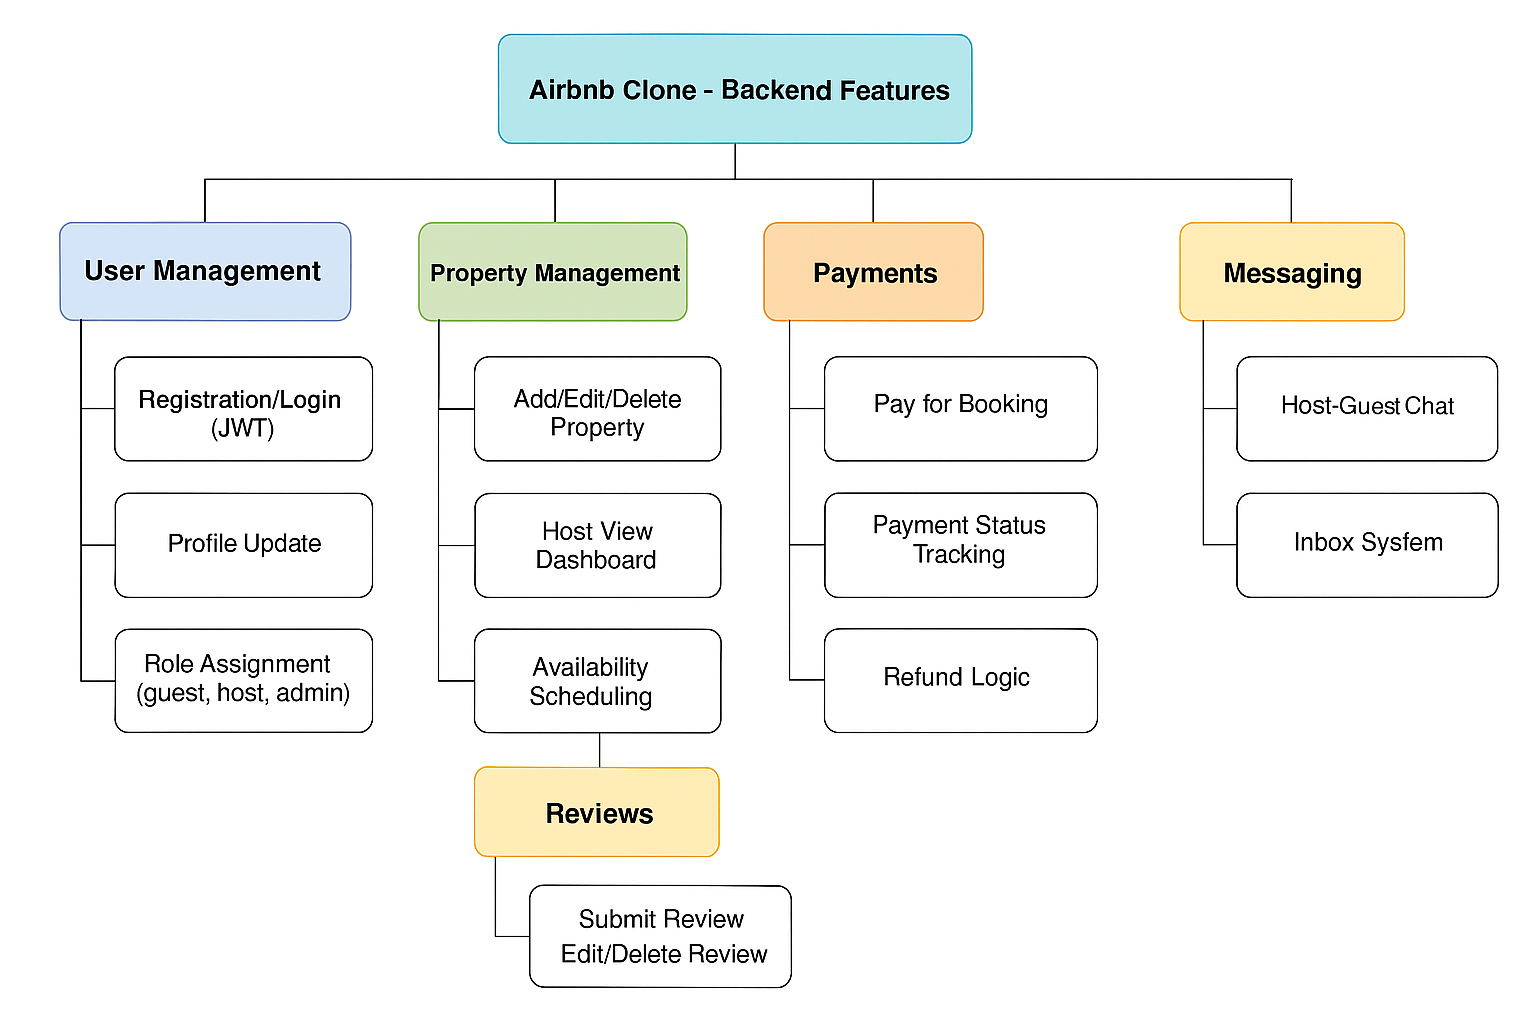 Airbnb Clone - Backend Features
User Management
Property Management
Payments
Messaging
Registration/Login
(JWT)
Profile Update
Role Assignment
(guest, host, admin)
Add/Edit/Delete
Property
Host View
Dashboard
Availability
Scheduling
Pay for Booking
Payment Status
Tracking
Refund Logic
Host-Guest Chat
Inbox Sysfem
Reviews
Submit Review
Edit/Delete Review